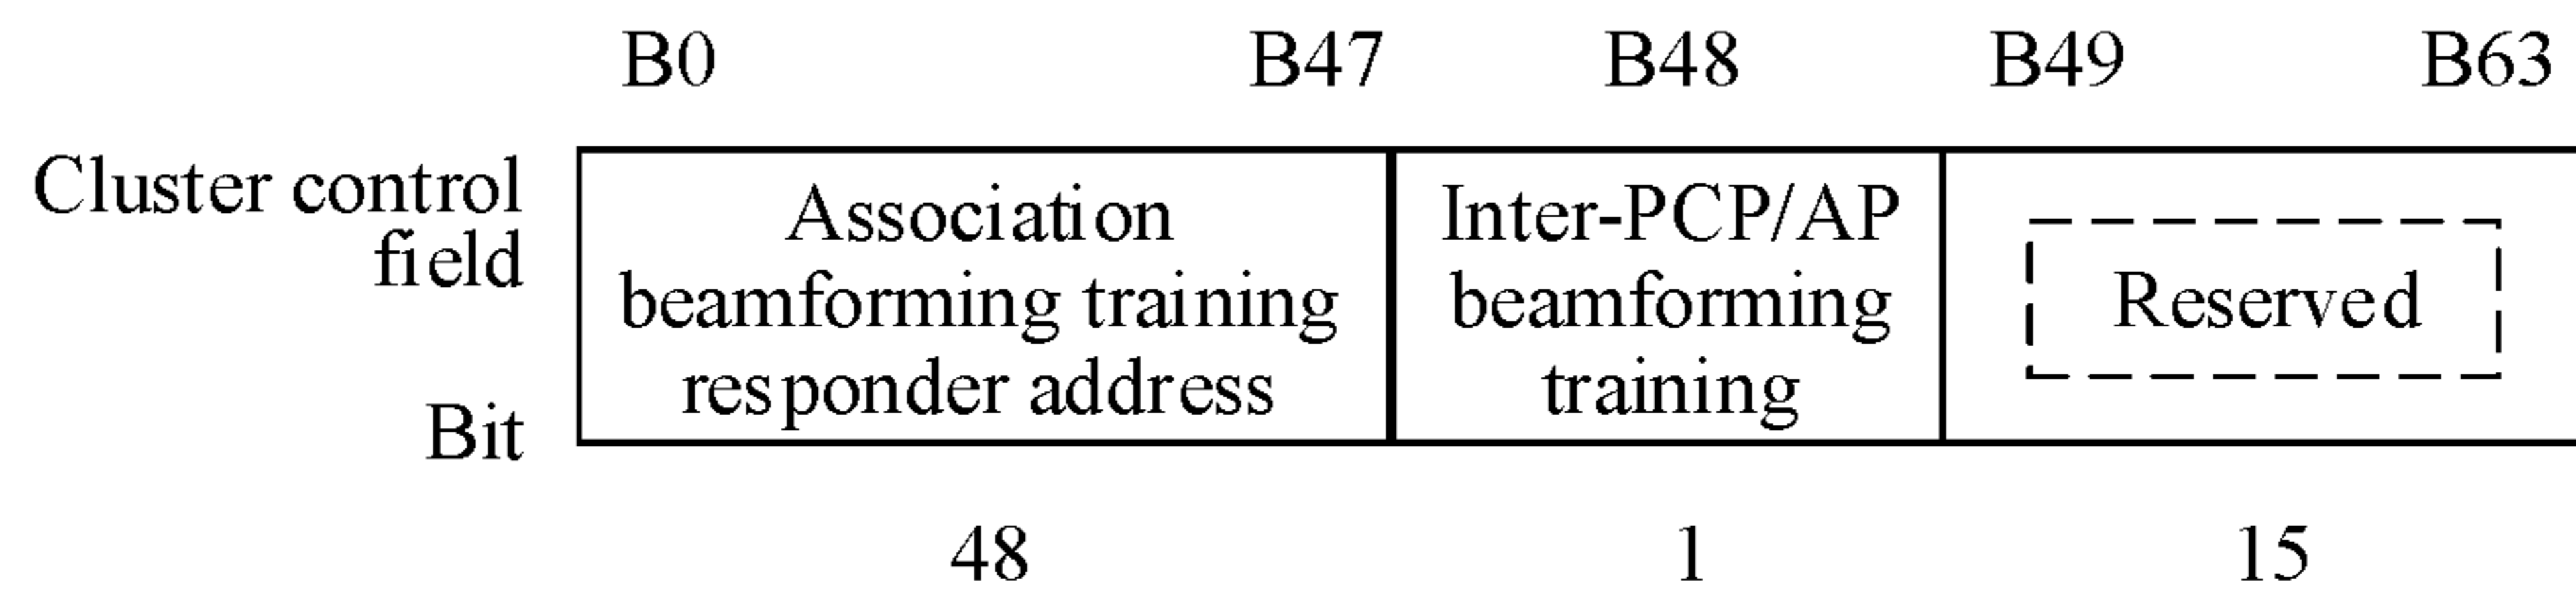 B0 B47 B48 B49 B63
Cluster control
field
Bit
Association
beamforming training
responder address
Inter-PCP/AP
beamforming
training
Reserved
48 1 15